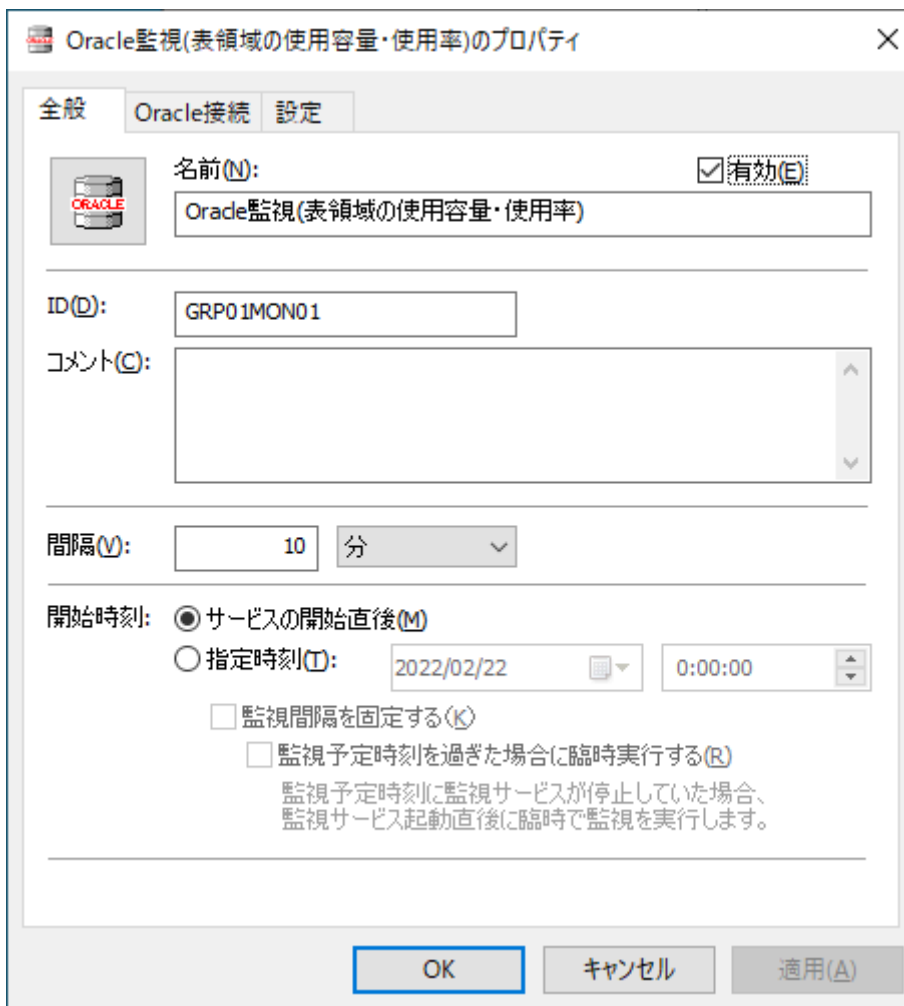 Oracle監視(表領域の使用容量・使用率)のプロパティ
全般 Oracle接続 設定
名前(N): 有効(E)
ORACLE
Oracle監視(表領域の使用容量・使用率)
ID(D): GRP01MON01
コメント(C):
間隔(V): 10 分
開始時刻: サービスの開始直後(M)
指定時刻(T): 2022/02/22 0:00:00
監視間隔を固定する(K)
監視予定時刻を過ぎた場合に臨時実行する(R)
監視予定時刻に監視サービスが停止していた場合、
監視サービス起動直後に臨時で監視を実行します。
OK キャンセル 適用(A)